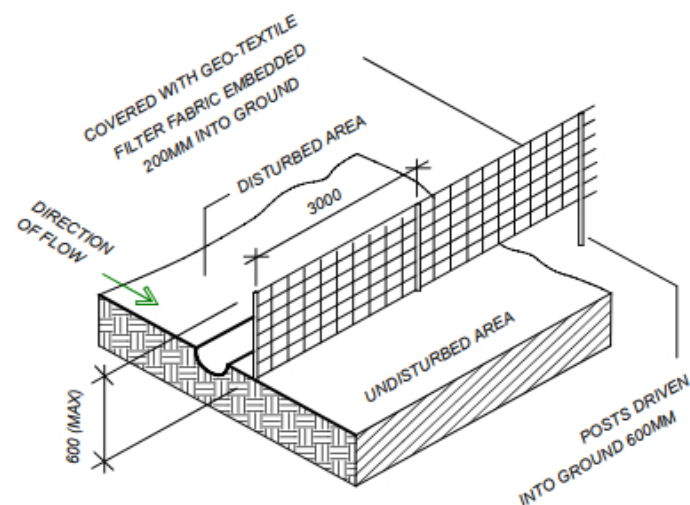 COVERED WITH GEO-TEXTILE
FILTER FABRIC EMBEDDED
200MM INTO GROUND
DISTURBED AREA
3000
DIRECTION
OF FLOW
UNDISTURBED AREA
600 (MAX)
POSTS DRIVEN
INTO GROUND 600MM